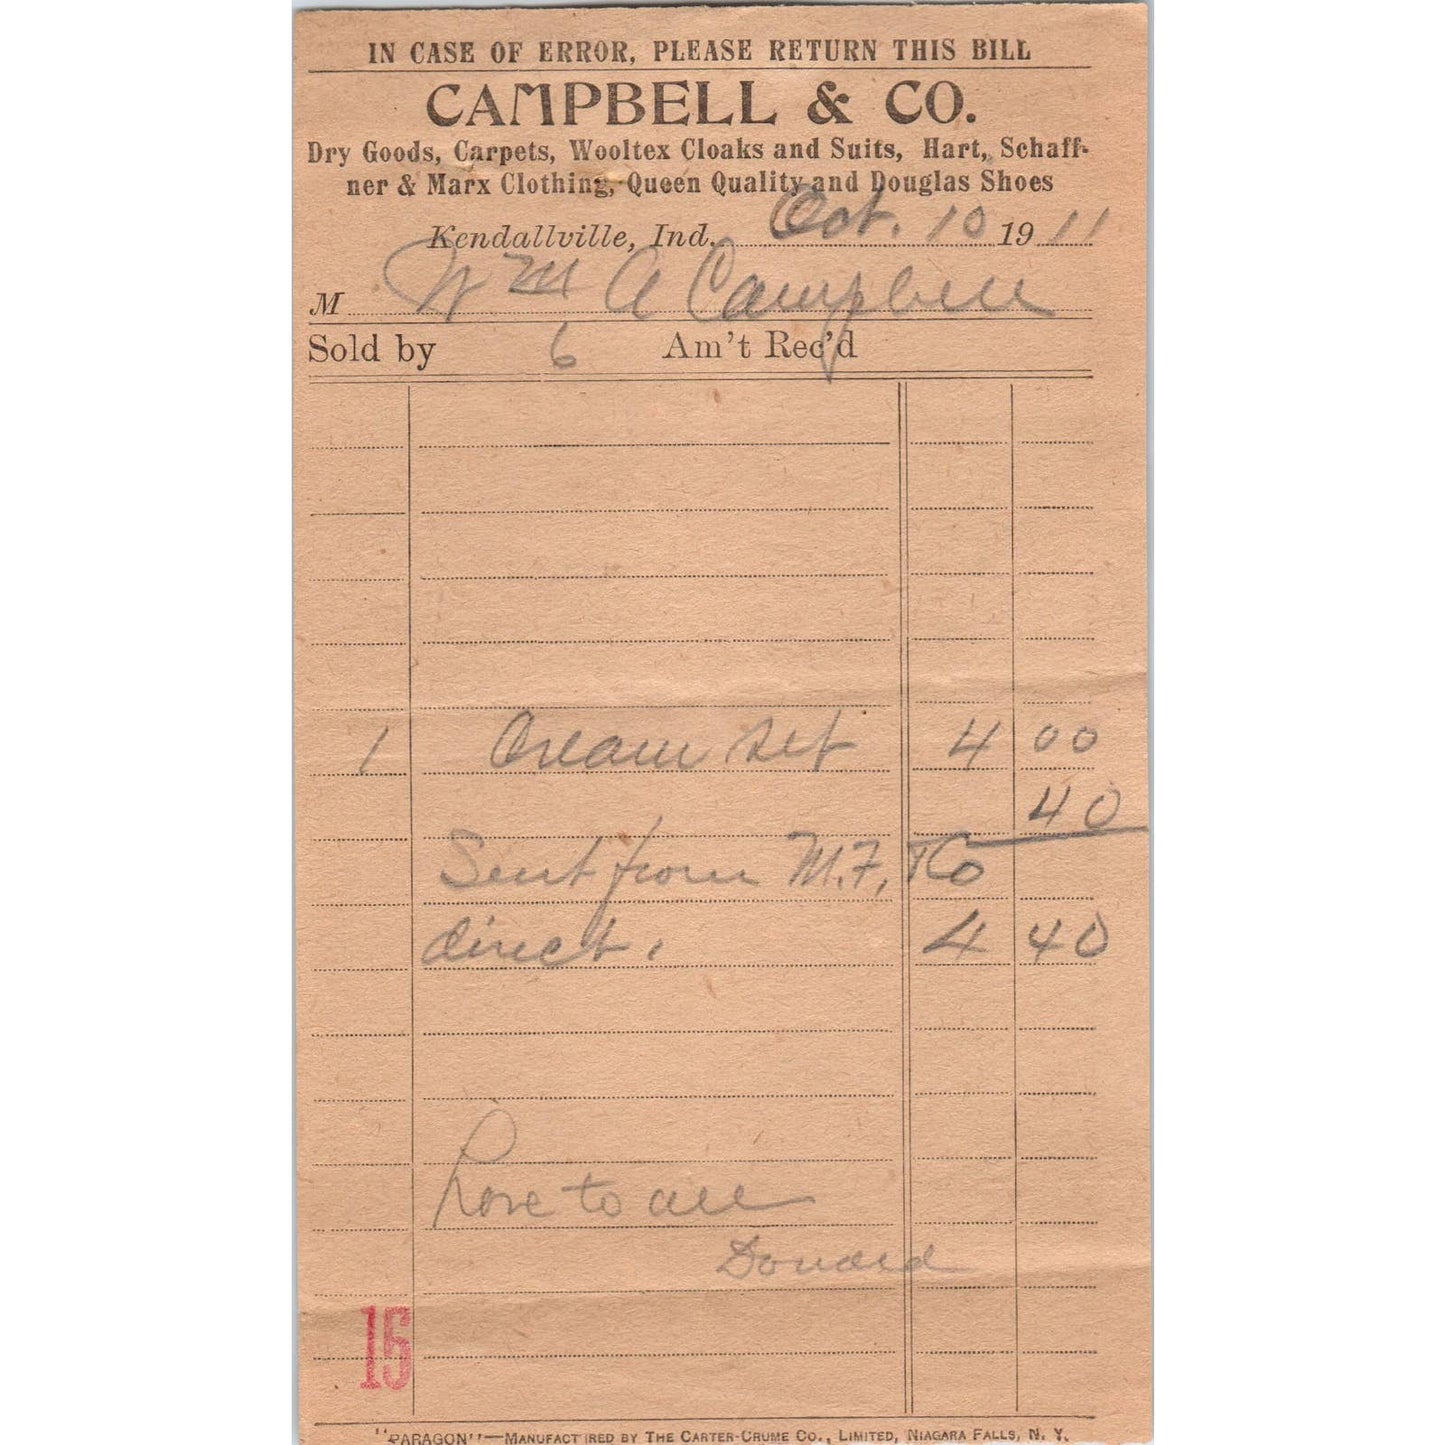 IN CASE OF ERROR, PLEASE RETURN THIS BILL
CAMPBELL & CO.
Dry Goods, Carpets, Wooltex Cloaks and Suits, Hart, Schaff-
ner & Marx Clothing, Queen Quality and Douglas Shoes
Kendallville, Ind. Oct. 10 1911
M Wm A Campbell
Sold by 6 Am't Rec'd
1 Cream set 4 00
40
Sent from M.F. & Co
direct. 4 40
Love to all
Donald
15
"PARAGON"—MANUFACTURED BY THE CARTER-CRUME CO., LIMITED, NIAGARA FALLS, N. Y.